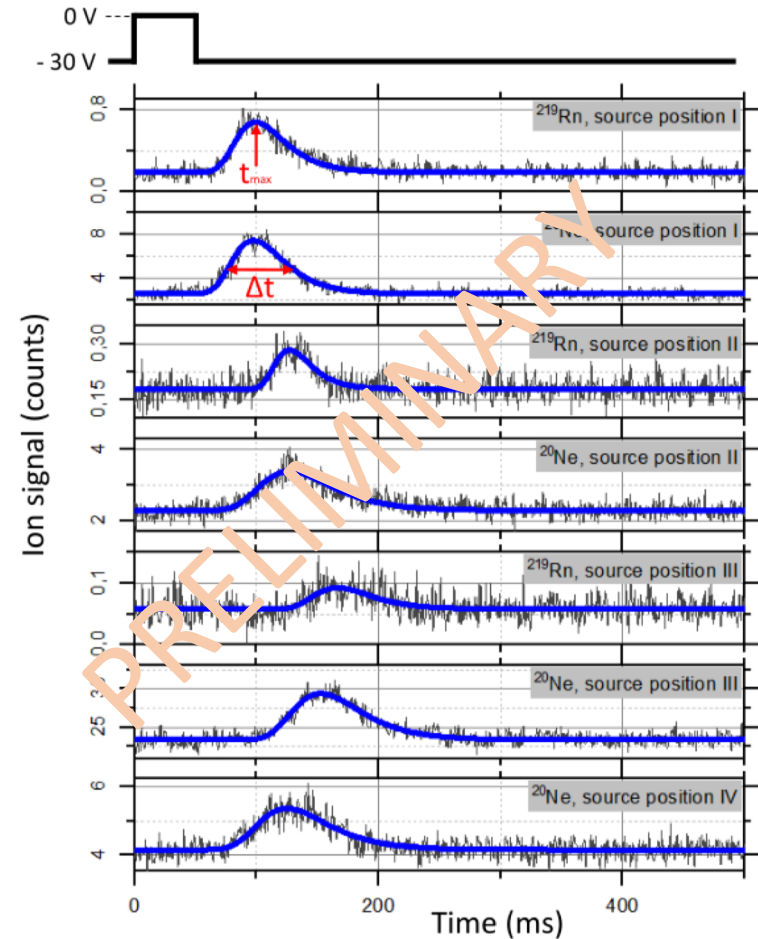 0 V
- 30 V
0,8
0,0
²¹⁹Rn, source position I
t_max
8
4
source position I
Δt
0,30
0,15
²¹⁹Rn, source position II
4
2
²⁰Ne, source position II
0,1
0,0
²¹⁹Rn, source position III
25
²⁰Ne, source position III
6
4
²⁰Ne, source position IV
0
200
400
Time (ms)
Ion signal (counts)
PRELIMINARY